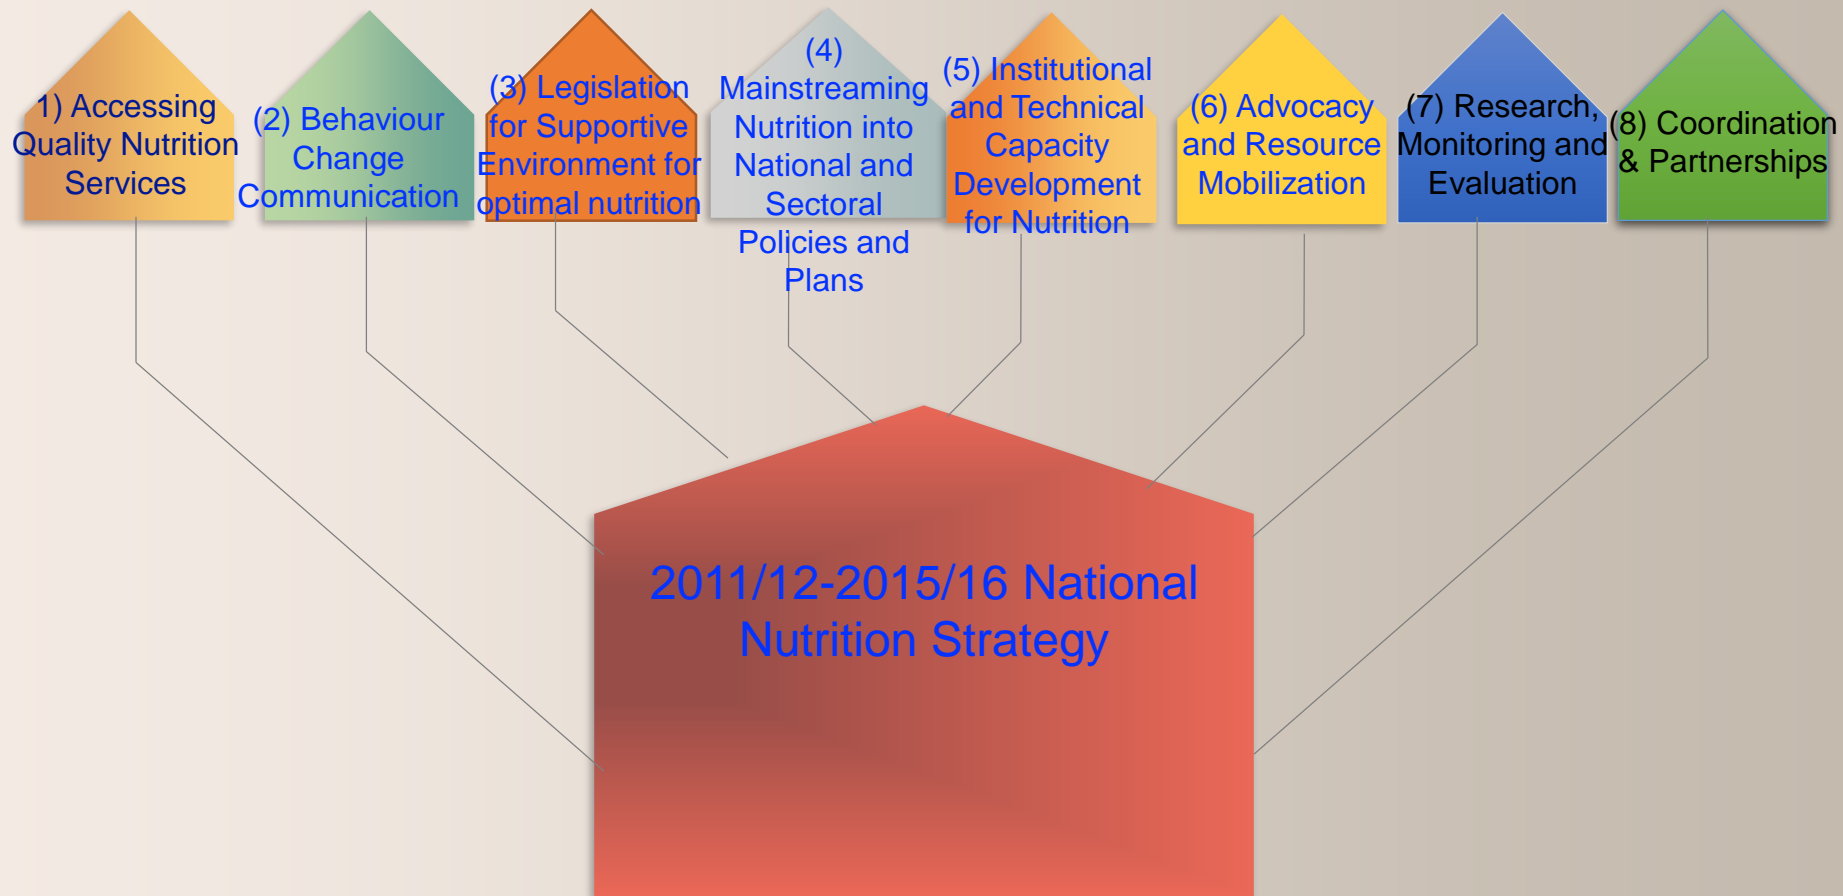 1) Accessing
Quality Nutrition
Services
(2) Behaviour
Change
Communication
(3) Legislation
for Supportive
Environment for
optimal nutrition
(4)
Mainstreaming
Nutrition into
National and
Sectoral
Policies and
Plans
(5) Institutional
and Technical
Capacity
Development
for Nutrition
(6) Advocacy
and Resource
Mobilization
(7) Research,
Monitoring and
Evaluation
(8) Coordination
& Partnerships
2011/12-2015/16 National
Nutrition Strategy